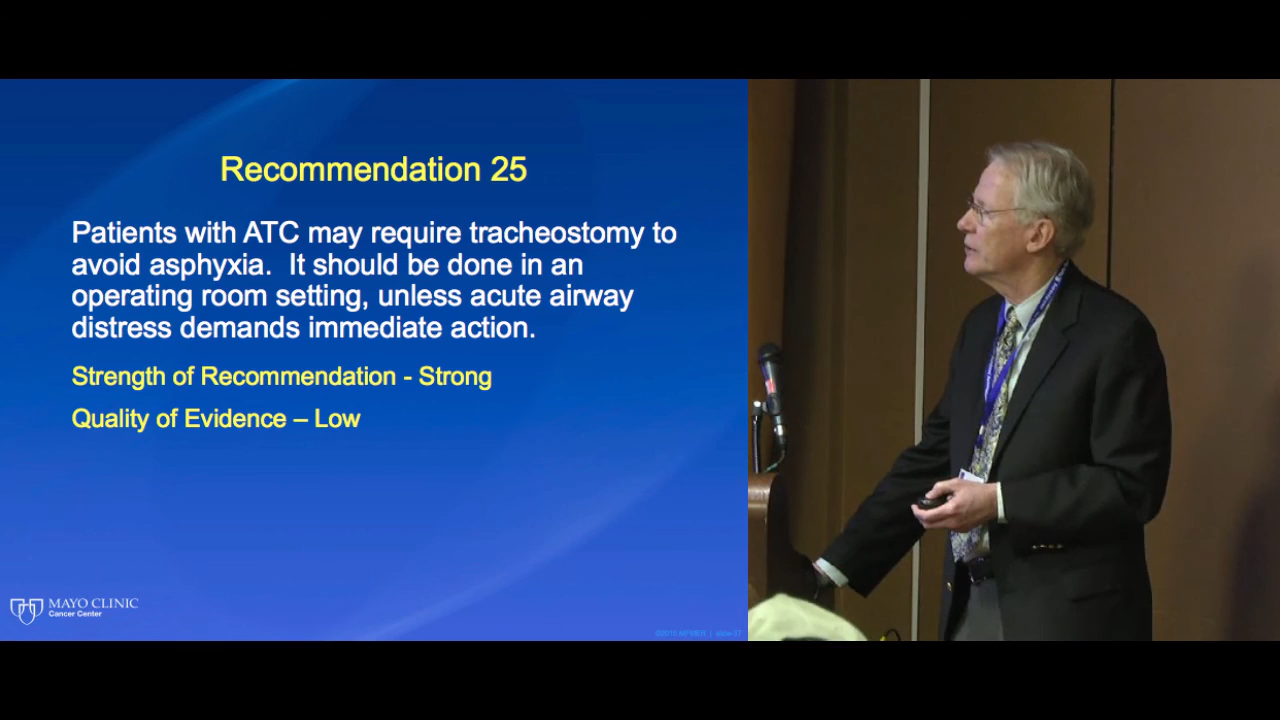 Recommendation 25
Patients with ATC may require tracheostomy to
avoid asphyxia.  It should be done in an
operating room setting, unless acute airway
distress demands immediate action.
Strength of Recommendation - Strong
Quality of Evidence – Low
MAYO CLINIC
Cancer Center